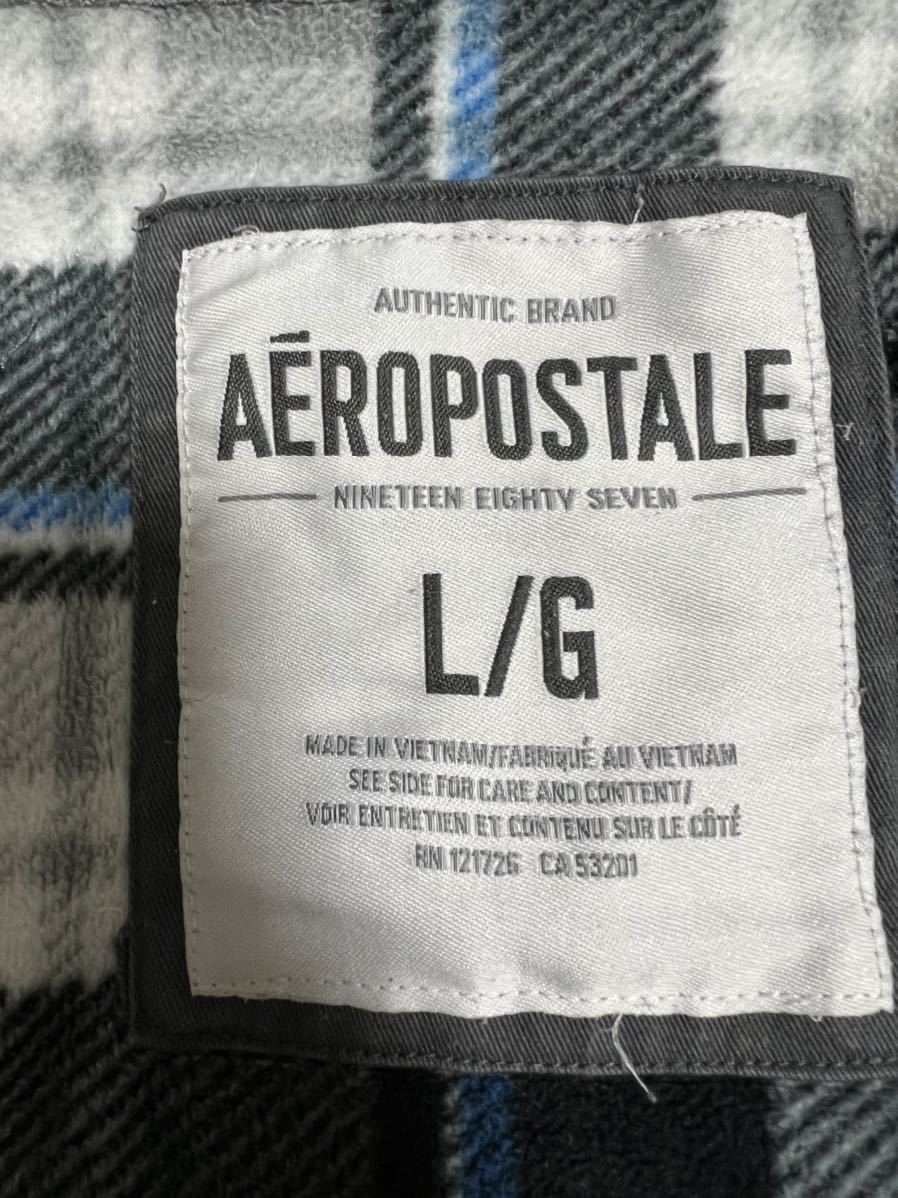 AUTHENTIC BRAND
AÉROPOSTALE
NINETEEN EIGHTY SEVEN
L/G
MADE IN VIETNAM/FABRIQUÉ AU VIETNAM
SEE SIDE FOR CARE AND CONTENT/
VOIR ENTRETIEN ET CONTENU SUR LE CÔTÉ
RN 121726 CA 53201